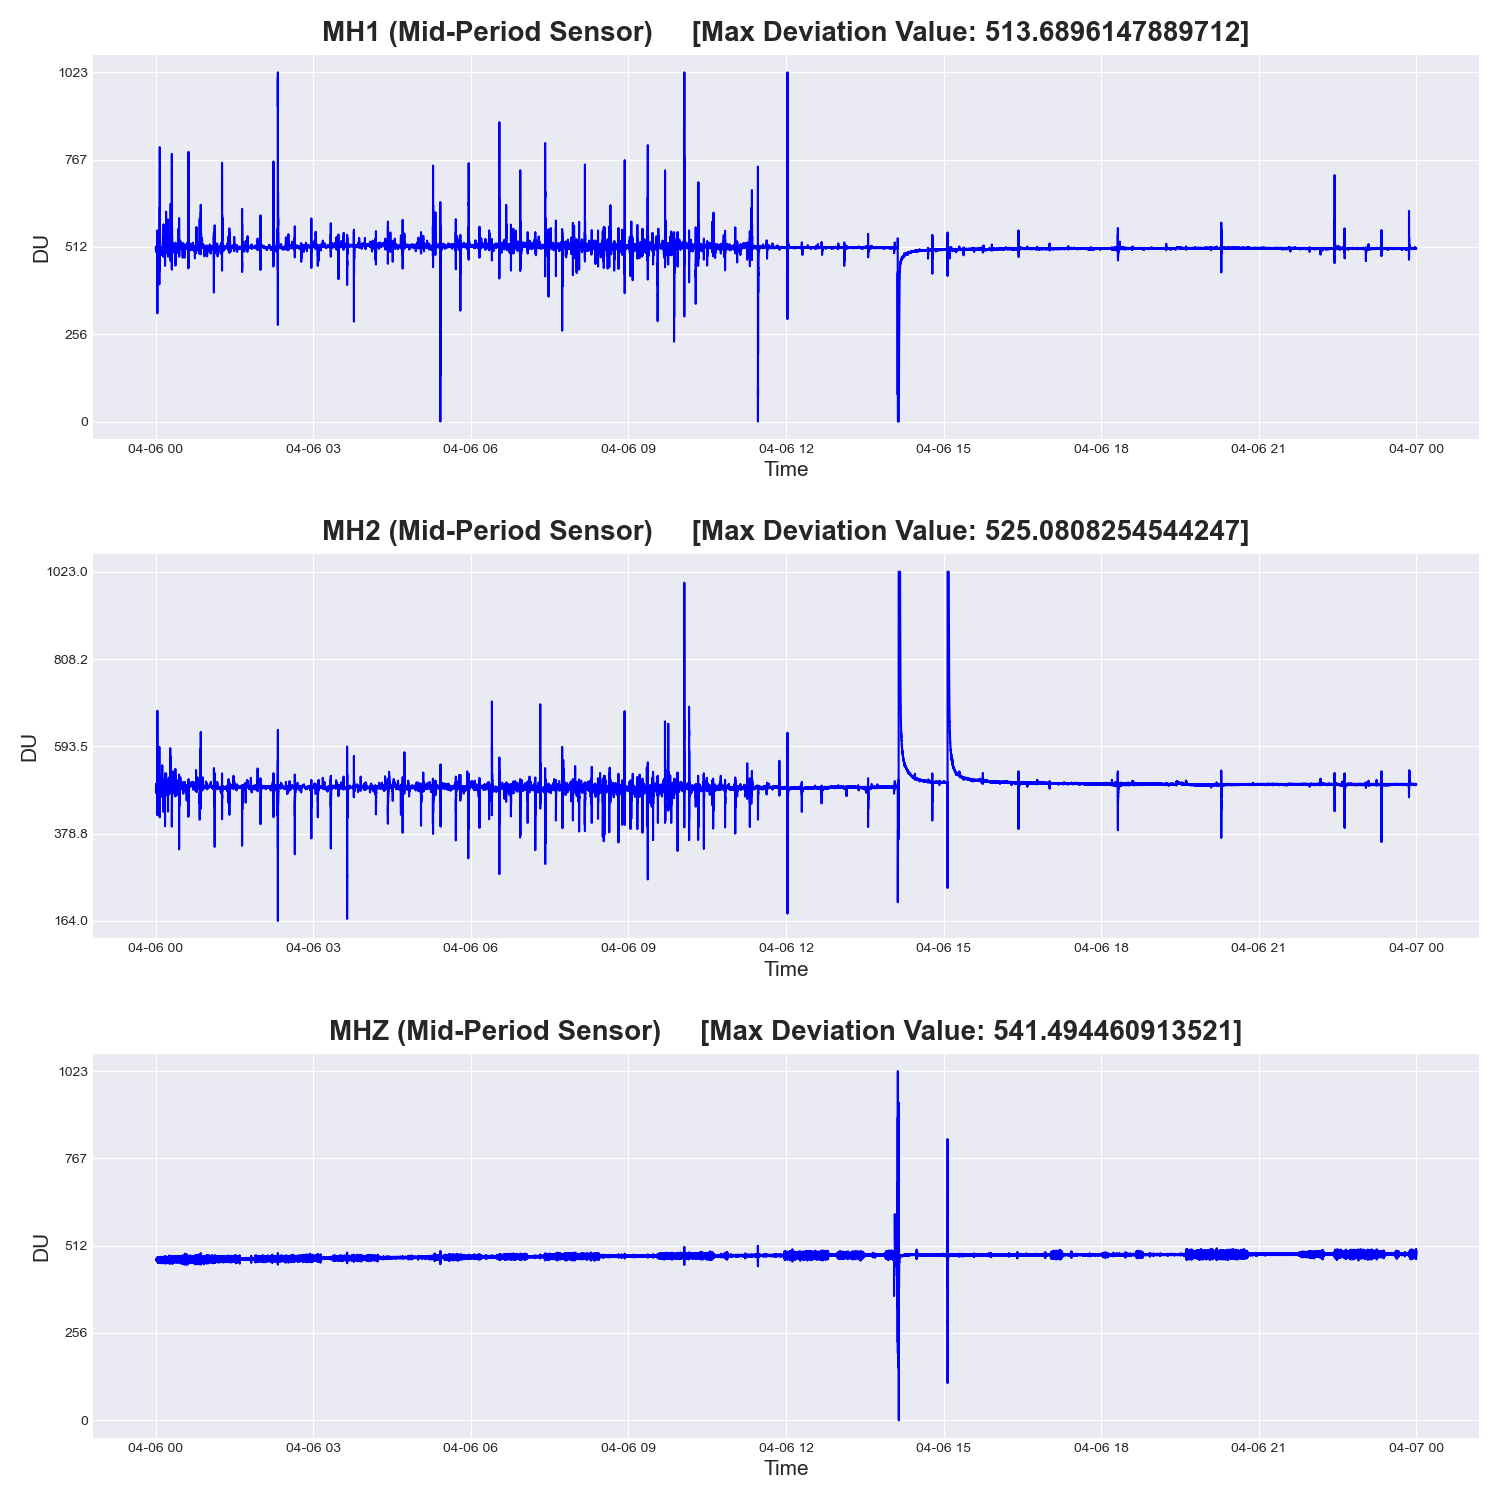 MH1 (Mid-Period Sensor) [Max Deviation Value: 513.6896147889712]
1023
767
512
256
0
DU
04-06 00 04-06 03 04-06 06 04-06 09 04-06 12 04-06 15 04-06 18 04-06 21 04-07 00
Time
MH2 (Mid-Period Sensor) [Max Deviation Value: 525.0808254544247]
1023.0
808.2
593.5
378.8
164.0
DU
04-06 00 04-06 03 04-06 06 04-06 09 04-06 12 04-06 15 04-06 18 04-06 21 04-07 00
Time
MHZ (Mid-Period Sensor) [Max Deviation Value: 541.494460913521]
1023
767
512
256
0
DU
04-06 00 04-06 03 04-06 06 04-06 09 04-06 12 04-06 15 04-06 18 04-06 21 04-07 00
Time